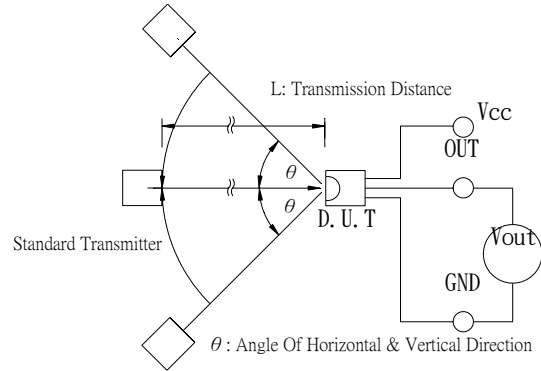 L: Transmission Distance
Vcc
OUT
θ
θ
D.U.T
Standard Transmitter
Vout
GND
θ : Angle Of Horizontal & Vertical Direction